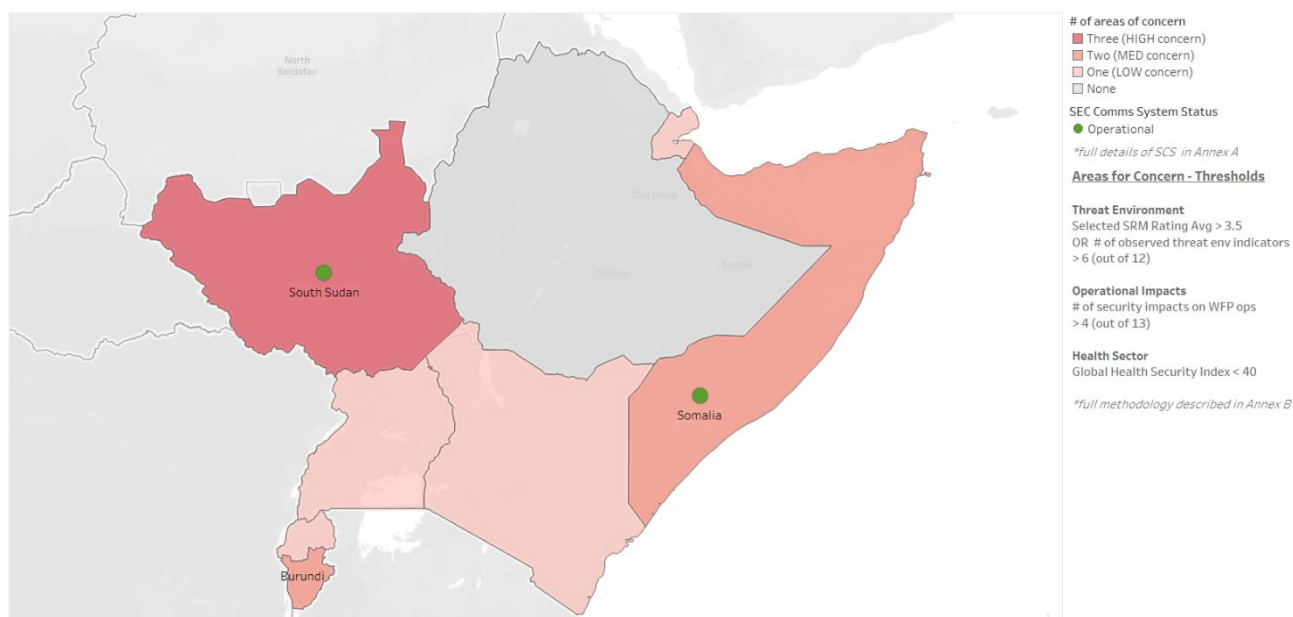 North
Kordofan
Dire Dawa
Oromia
Somali
South Sudan
Somalia
Burundi
# of areas of concern
Three (HIGH concern)
Two (MED concern)
One (LOW concern)
None
SEC Comms System Status
Operational
*full details of SCS in Annex A
Areas for Concern - Thresholds
Threat Environment
Selected SRM Rating Avg > 3.5
OR # of observed threat env indicators
> 6 (out of 12)
Operational Impacts
# of security impacts on WFP ops
> 4 (out of 13)
Health Sector
Global Health Security Index < 40
*full methodology described in Annex B